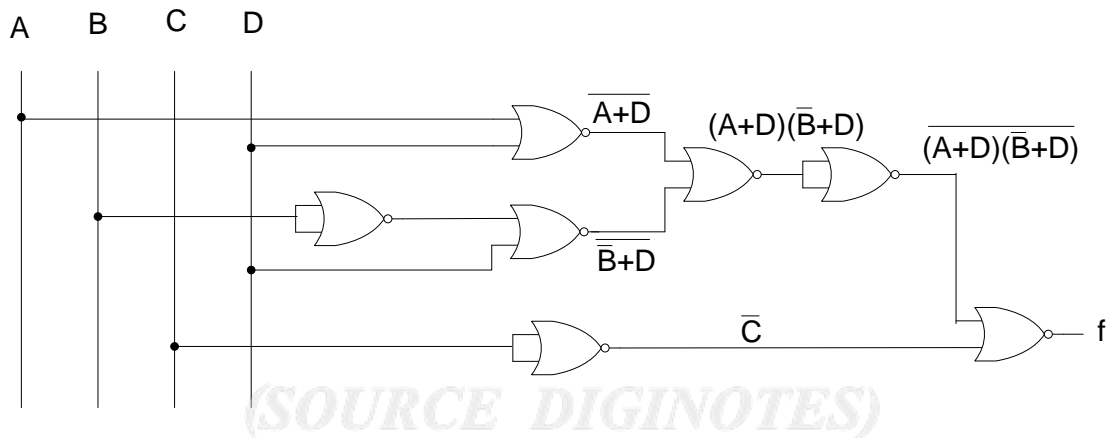 A B C D
A̅+̅D̅
(A+D)(B̅+D)
(̅A̅+̅D̅)̅(̅B̅̅+̅D̅)̅
B̅̅+̅D̅
C̅
f
(SOURCE DIGINOTES)